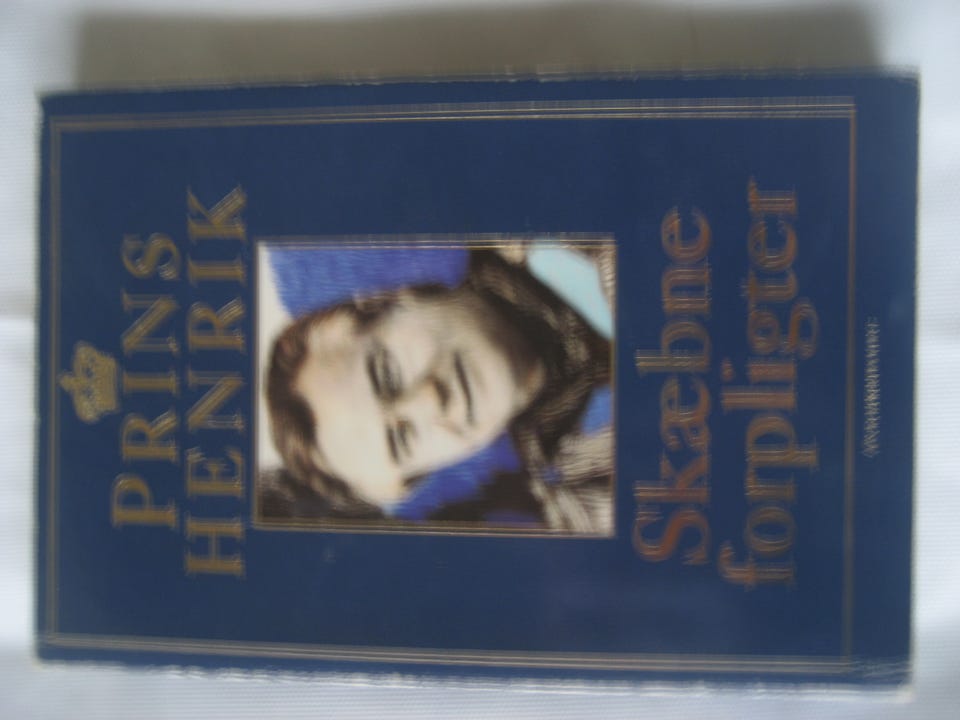 PRINS
HENRIK
Skæbne
forpligter